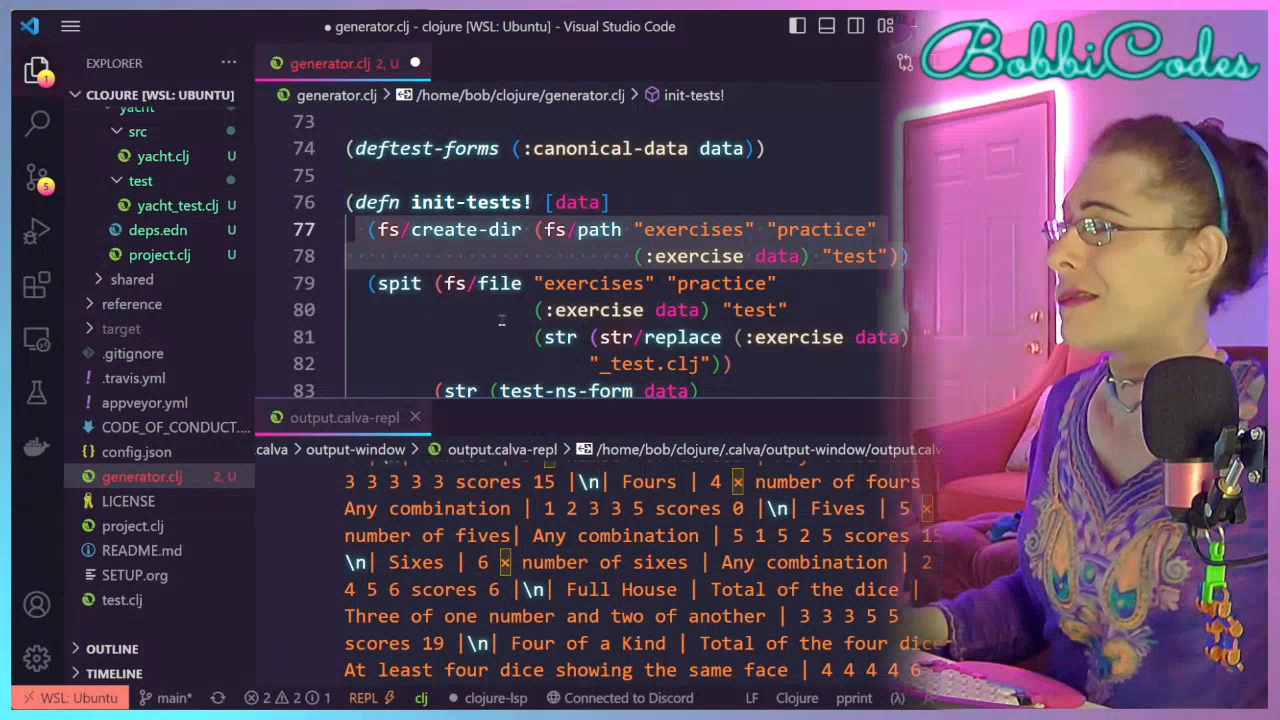 ● generator.clj - clojure [WSL: Ubuntu] - Visual Studio Code
BobbiCodes
EXPLORER
1
CLOJURE [WSL: UBUNTU]
yacht
src
yacht.clj U
test
yacht_test.clj U
deps.edn
project.clj
shared
reference
target
.gitignore
.travis.yml
appveyor.yml
CODE_OF_CONDUCT....
config.json
generator.clj 2, U
LICENSE
project.clj
README.md
SETUP.org
test.clj
OUTLINE
TIMELINE
5
generator.clj 2, U ●
generator.clj > /home/bob/clojure/generator.clj > init-tests!
73
74 (deftest-forms (:canonical-data data))
75
76 (defn init-tests! [data]
77 (fs/create-dir (fs/path "exercises" "practice"
78 (:exercise data) "test"))
79 (spit (fs/file "exercises" "practice"
80 (:exercise data) "test"
81 (str (str/replace (:exercise data) "
82 "_test.clj"))
83 (str (test-ns-form data)
output.calva-repl
.calva > output-window > output.calva-repl > /home/bob/clojure/.calva/output-window/output.calv
3 3 3 3 3 scores 15 |\n| Fours | 4 × number of fours
Any combination | 1 2 3 3 5 scores 0 |\n| Fives | 5 ×
number of fives| Any combination | 5 1 5 2 5 scores 15
\n| Sixes | 6 × number of sixes | Any combination | 2
4 5 6 scores 6 |\n| Full House | Total of the dice |
Three of one number and two of another | 3 3 3 5 5
scores 19 |\n| Four of a Kind | Total of the four dice
At least four dice showing the same face | 4 4 4 4 6
WSL: Ubuntu main* 2 2 1 REPL clj clojure-lsp Connected to Discord LF Clojure pprint (λ)